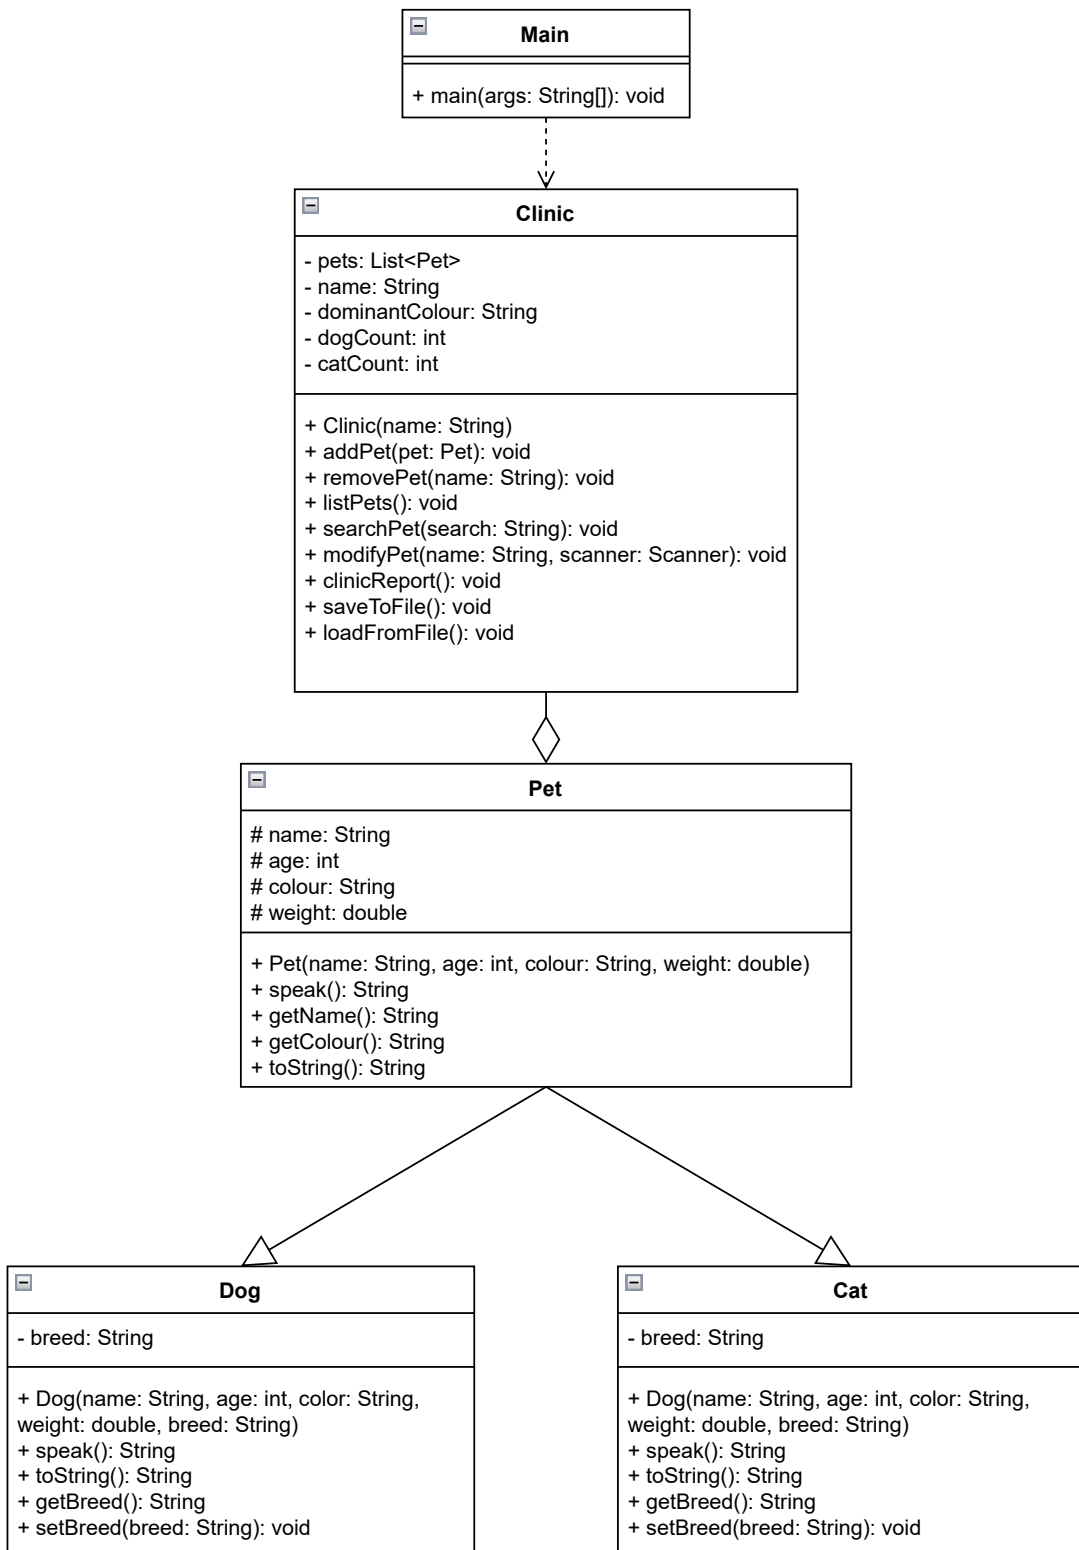 Main
+ main(args: String[]): void
Clinic
- pets: List<Pet>
- name: String
- dominantColour: String
- dogCount: int
- catCount: int
+ Clinic(name: String)
+ addPet(pet: Pet): void
+ removePet(name: String): void
+ listPets(): void
+ searchPet(search: String): void
+ modifyPet(name: String, scanner: Scanner): void
+ clinicReport(): void
+ saveToFile(): void
+ loadFromFile(): void
Pet
# name: String
# age: int
# colour: String
# weight: double
+ Pet(name: String, age: int, colour: String, weight: double)
+ speak(): String
+ getName(): String
+ getColour(): String
+ toString(): String
Dog
- breed: String
+ Dog(name: String, age: int, color: String,
weight: double, breed: String)
+ speak(): String
+ toString(): String
+ getBreed(): String
+ setBreed(breed: String): void
Cat
- breed: String
+ Dog(name: String, age: int, color: String,
weight: double, breed: String)
+ speak(): String
+ toString(): String
+ getBreed(): String
+ setBreed(breed: String): void